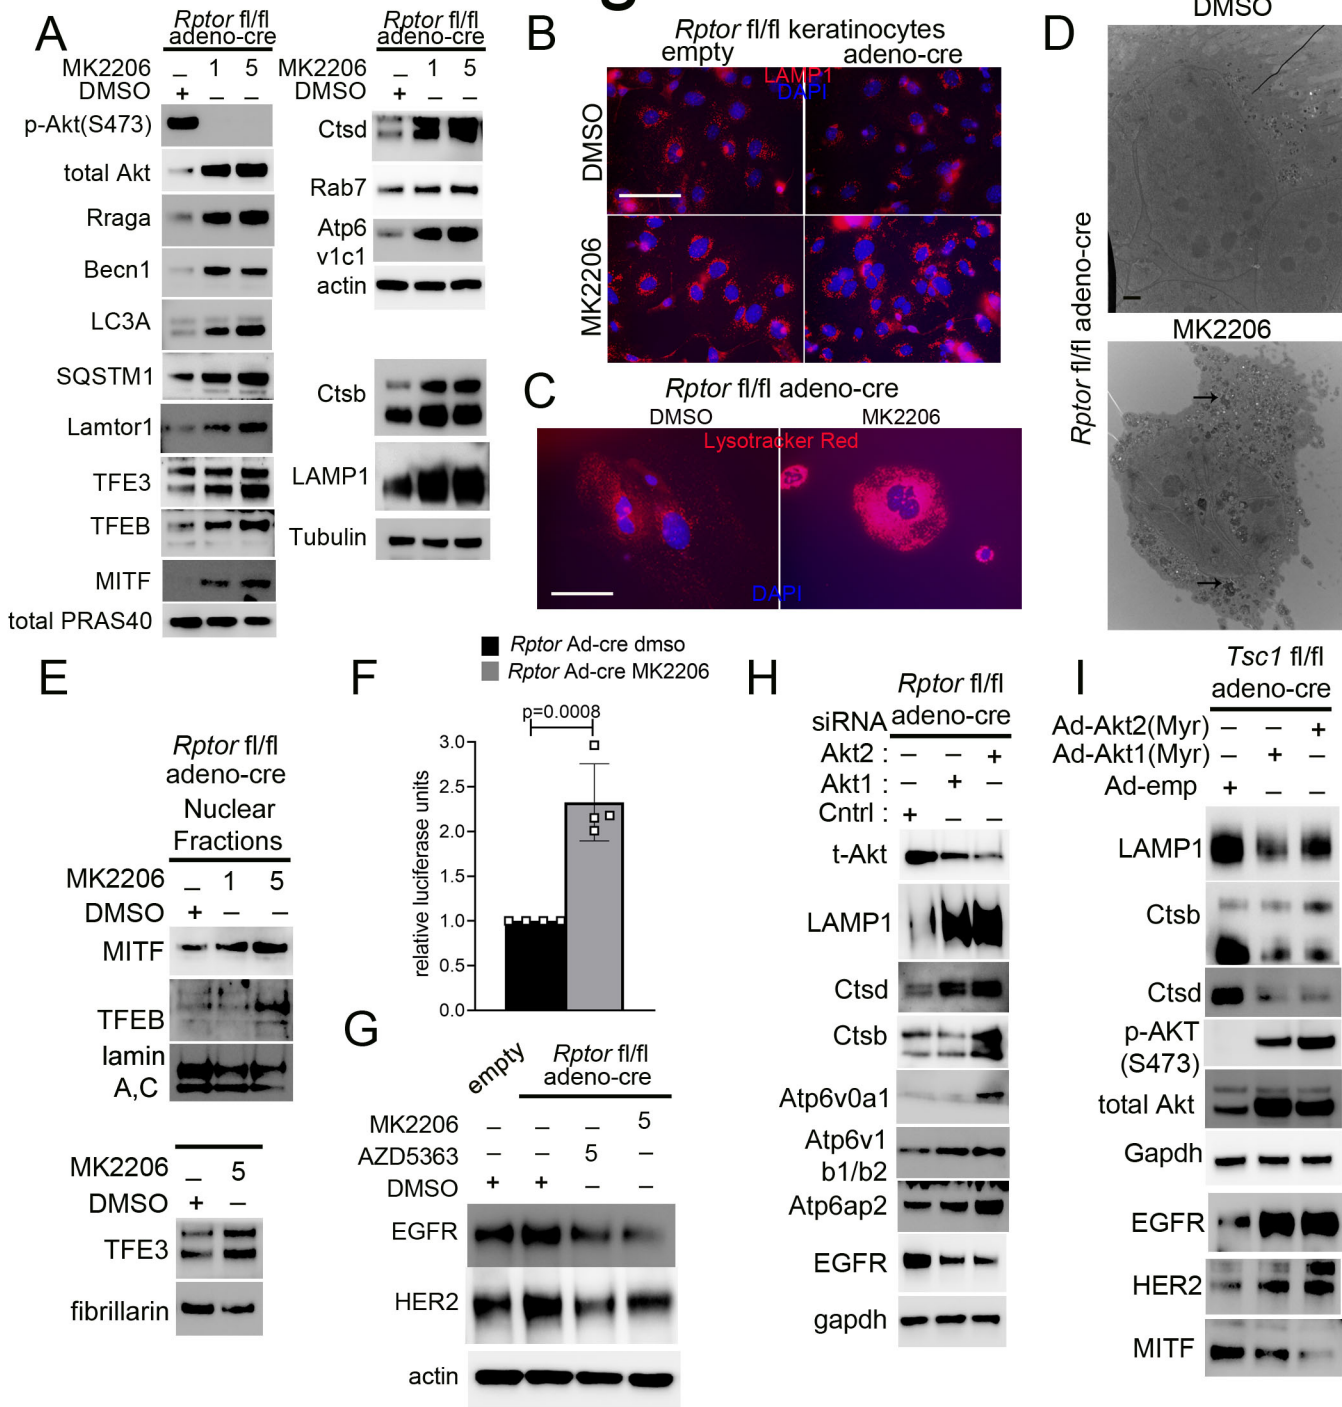 A
Rptor fl/fl
adeno-cre
MK2206 – 1 5
DMSO + – –
p-Akt(S473)
total Akt
Rraga
Becn1
LC3A
SQSTM1
Lamtor1
TFE3
TFEB
MITF
total PRAS40
Rptor fl/fl
adeno-cre
MK2206 – 1 5
DMSO + – –
Ctsd
Rab7
Atp6
v1c1
actin
Ctsb
LAMP1
Tubulin
B
Rptor fl/fl keratinocytes
empty adeno-cre
LAMP1
DAPI
DMSO
MK2206
C
Rptor fl/fl adeno-cre
DMSO MK2206
Lysotracker Red
DAPI
D
DMSO
MK2206
Rptor fl/fl adeno-cre
E
Rptor fl/fl
adeno-cre
Nuclear
Fractions
MK2206 – 1 5
DMSO + – –
MITF
TFEB
lamin
A,C
MK2206 – 5
DMSO + –
TFE3
fibrillarin
F
Rptor Ad-cre dmso
Rptor Ad-cre MK2206
p=0.0008
relative luciferase units
3.0
2.5
2.0
1.5
1.0
0.5
0.0
G
empty
Rptor fl/fl
adeno-cre
MK2206 – – – 5
AZD5363 – – 5 –
DMSO + + – –
EGFR
HER2
actin
H
Rptor fl/fl
siRNA adeno-cre
Akt2 : – – +
Akt1 : – + –
Cntrl : + – –
t-Akt
LAMP1
Ctsd
Ctsb
Atp6v0a1
Atp6v1
b1/b2
Atp6ap2
EGFR
gapdh
I
Tsc1 fl/fl
adeno-cre
Ad-Akt2(Myr) – – +
Ad-Akt1(Myr) – + –
Ad-emp + – –
LAMP1
Ctsb
Ctsd
p-AKT
(S473)
total Akt
Gapdh
EGFR
HER2
MITF